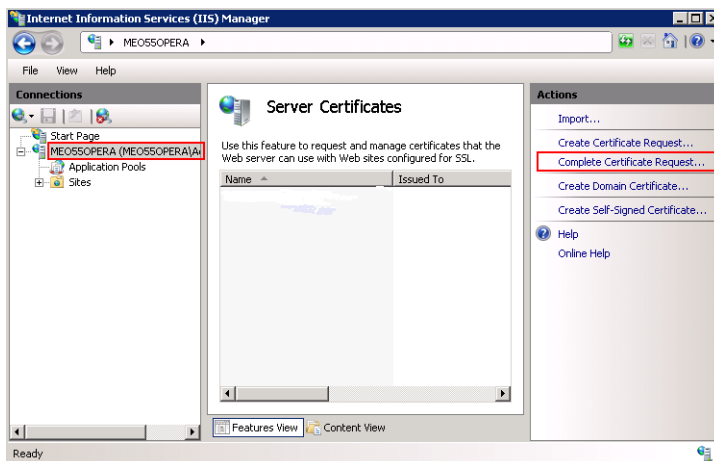 Internet Information Services (IIS) Manager
MEO55OPERA
File View Help
Connections
Start Page
MEO55OPERA (MEO55OPERA\A
Application Pools
Sites
Server Certificates
Use this feature to request and manage certificates that the
Web server can use with Web sites configured for SSL.
Name Issued To
Features View Content View
Actions
Import...
Create Certificate Request...
Complete Certificate Request...
Create Domain Certificate...
Create Self-Signed Certificate...
Help
Online Help
Ready